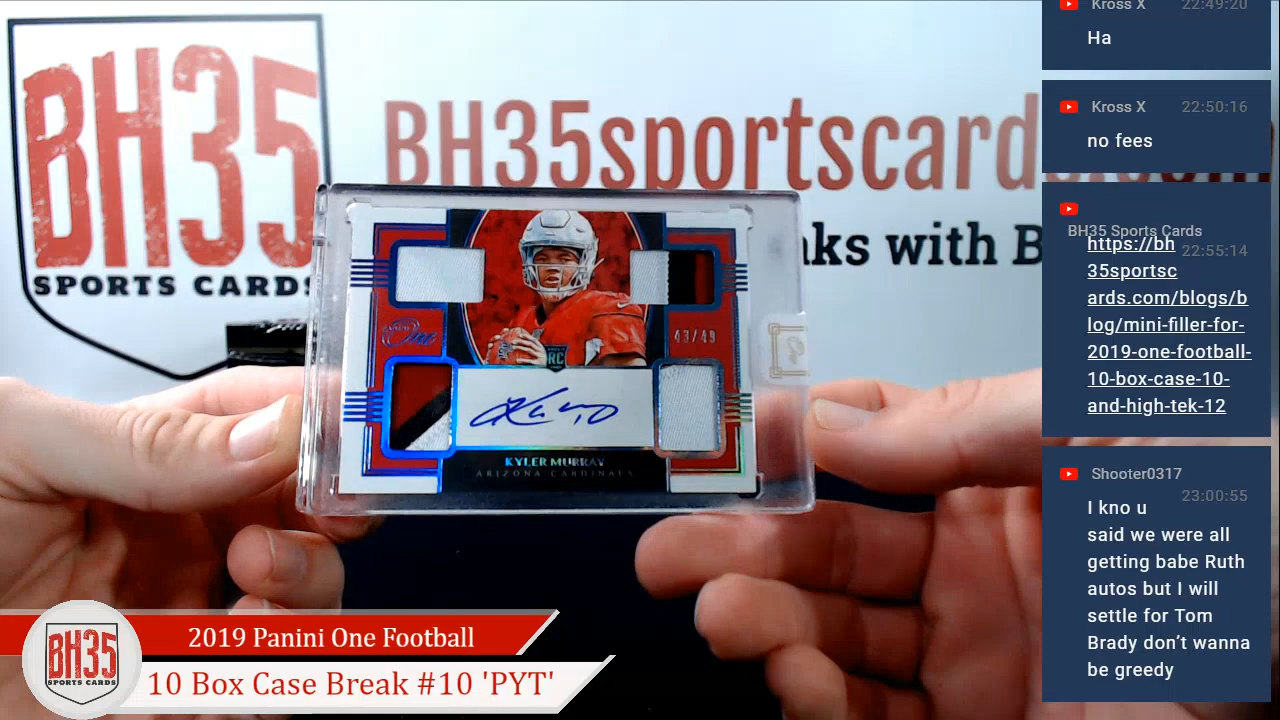 BH35
SPORTS CARDS
BH35sportscard
aks with B
One
43/49
RC
KYLER MURRAY
ARIZONA CARDINALS
BH35
SPORTS CARDS
2019 Panini One Football
10 Box Case Break #10 'PYT'
Kross X 22:49:20
Ha
Kross X 22:50:16
no fees
BH35 Sports Cards
22:55:14
https://bh
35sportsc
ards.com/blogs/b
log/mini-filler-for-
2019-one-football-
10-box-case-10-
and-high-tek-12
Shooter0317
23:00:55
I kno u
said we were all
getting babe Ruth
autos but I will
settle for Tom
Brady don't wanna
be greedy